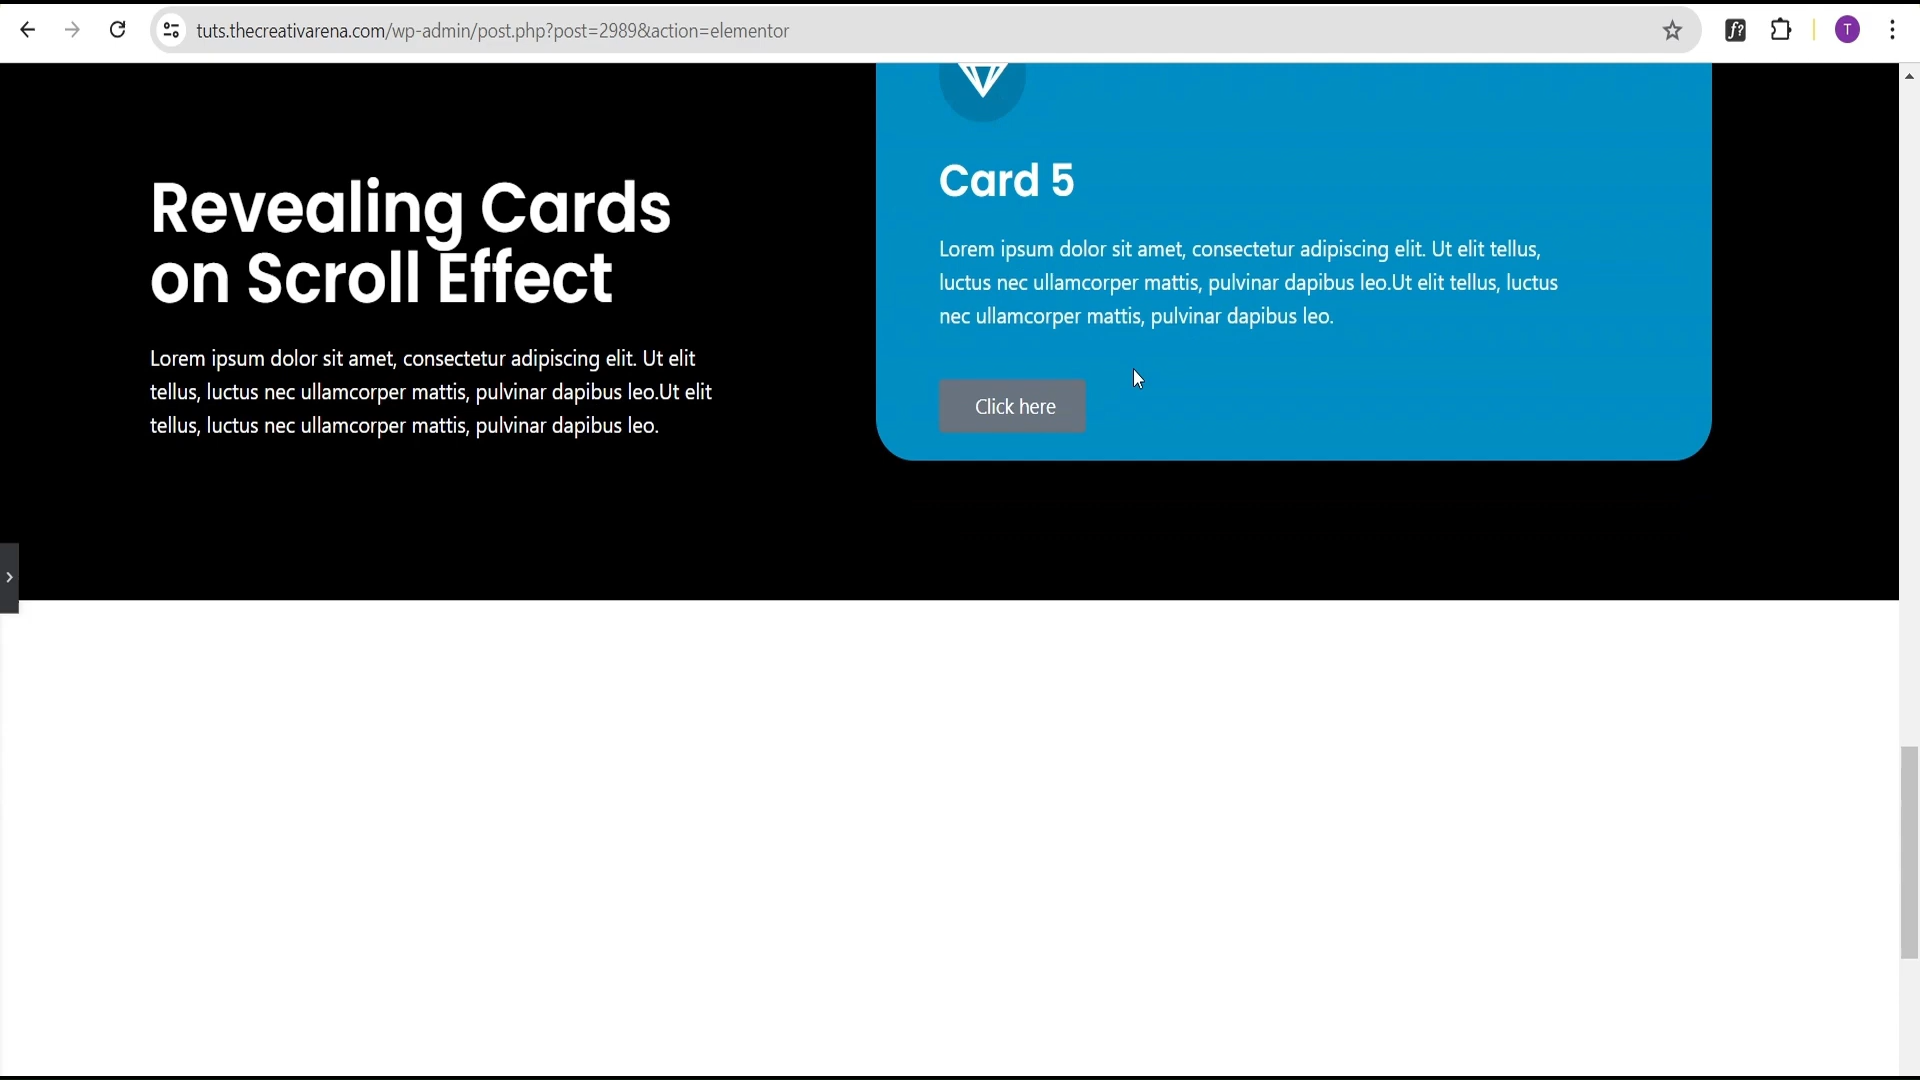 tuts.thecreativarena.com/wp-admin/post.php?post=2989&action=elementor
f?
T
Revealing Cards
on Scroll Effect
Lorem ipsum dolor sit amet, consectetur adipiscing elit. Ut elit
tellus, luctus nec ullamcorper mattis, pulvinar dapibus leo.Ut elit
tellus, luctus nec ullamcorper mattis, pulvinar dapibus leo.
Card 5
Lorem ipsum dolor sit amet, consectetur adipiscing elit. Ut elit tellus,
luctus nec ullamcorper mattis, pulvinar dapibus leo.Ut elit tellus, luctus
nec ullamcorper mattis, pulvinar dapibus leo.
Click here